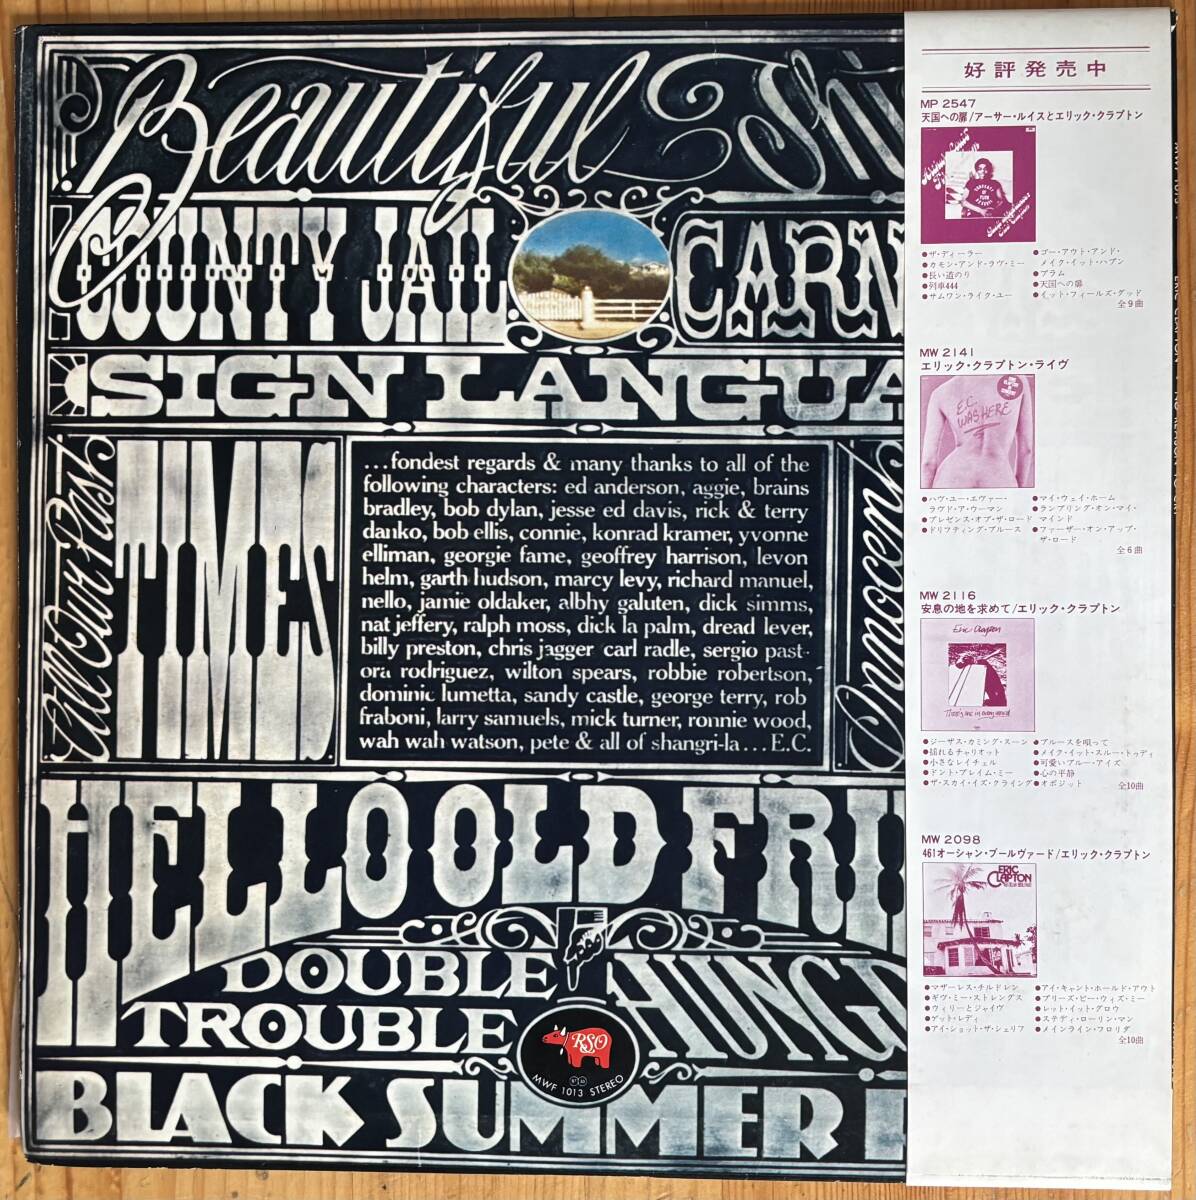 Beautiful
COUNTY JAIL
SIGN
All Our Past
TIMES
...fondest regards & many thanks to all of the
following characters: ed anderson, aggie, brains
bradley, bob dylan, jesse ed davis, rick & terry
danko, bob ellis, connie, konrad kramer, yvonne
elliman, georgie fame, geoffrey harrison, levon
helm, garth hudson, marcy levy, richard manuel,
nello, jamie oldaker, albhy galuten, dick simms,
nat jeffery, ralph moss, dick la palm, dread lever,
billy preston, chris jagger carl radle, sergio past-
ora rodriguez, wilton spears, robbie robertson,
dominic lumetta, sandy castle, george terry, rob
fraboni, larry samuels, mick turner, ronnie wood,
wah wah watson, pete & all of shangri-la...E.C.
Innocent
HELLO OLD
DOUBLE
TROUBLE
BLACK SUMMER
RSO
MWF 1013 STEREO
好評発売中
MP 2547
天国への扉/アーサー・ルイスとエリック・クラプトン
●ザ・ディーラー
●カモン・アンド・ラヴ・ミー
●長い道のり
●列車444
●サムワン・ライク・ユー
●ゴー・アウト・アンド・
メイク・イット・ハプン
●プラム
●天国への扉
●イット・フィールズ・グッド
全9曲
MW 2141
エリック・クラプトン・ライヴ
E.C.
WAS HERE
●ハヴ・ユー・エヴァー・
ラヴド・ア・ウーマン
●プレゼンス・オブ・ザ・ロード
●ドリフティング・ブルース
●マイ・ウェイ・ホーム
●ランブリング・オン・マイ・
マインド
●ファーザー・オン・アップ・
ザ・ロード
全6曲
MW 2116
安息の地を求めて/エリック・クラプトン
Eric Clapton
There's one in every crowd
●ジーザス・カミング・スーン
●揺れるチャリオット
●小さなレイチェル
●ドント・ブレイム・ミー
●ザ・スカイ・イズ・クライング
●ブルースを唄って
●メイク・イット・スルー・トゥディ
●可愛いブルー・アイズ
●心の平静
●オポジット
全10曲
MW 2098
461オーシャン・ブールヴァード/エリック・クラプトン
ERIC
CLAPTON
●マザーレス・チルドレン
●ギヴ・ミー・ストレングス
●ウィリーとジャイヴ
●ゲット・レディ
●アイ・ショット・ザ・シェリフ
●アイ・キャント・ホールド・アウト
●プリーズ・ビー・ウィズ・ミー
●レット・イット・グロウ
●ステディ・ローリン・マン
●メインライン・フロリダ
全10曲